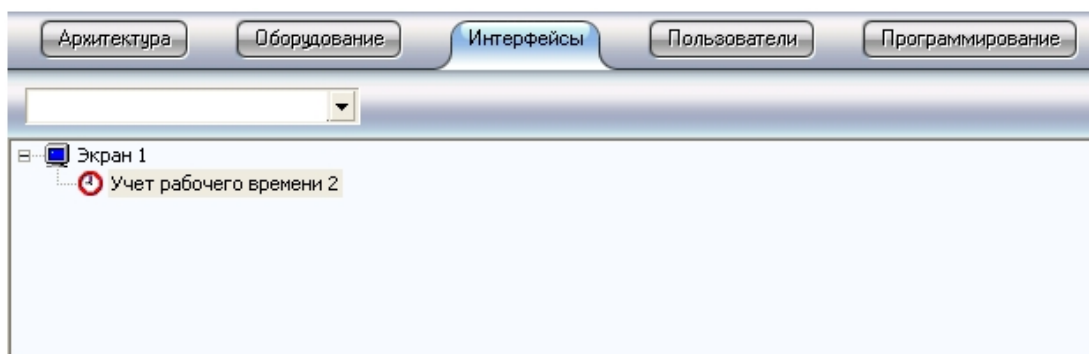 Архитектура Оборудование Интерфейсы Пользователи Программирование
Экран 1
Учет рабочего времени 2